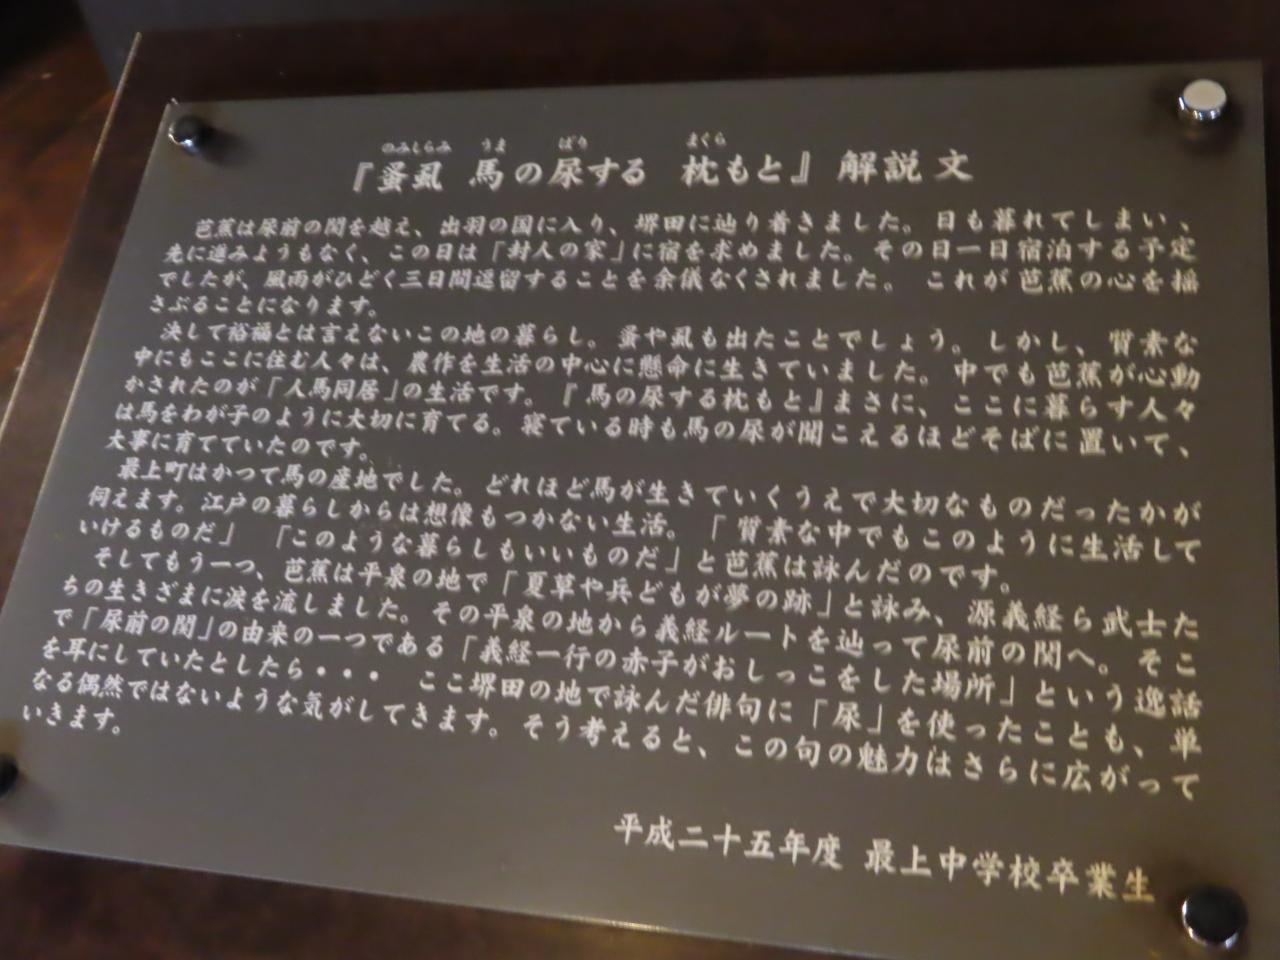 のみしらみ うま ばり まくら
『蚤虱 馬の尿する 枕もと』解説文
芭蕉は尿前の関を越え、出羽の国に入り、堺田に辿り着きました。日も暮れてしまい、
先に進みようもなく、この日は「封人の家」に宿を求めました。その日一日宿泊する予定
でしたが、風雨がひどく三日間逗留することを余儀なくされました。 これが芭蕉の心を揺
さぶることになります。
決して裕福とは言えないこの地の暮らし。蚤や虱も出たことでしょう。しかし、質素な
中にもここに住む人々は、農作を生活の中心に懸命に生きていました。中でも芭蕉が心動
かされたのが「人馬同居」の生活です。『馬の尿する枕もと』まさに、ここに暮らす人々
は馬をわが子のように大切に育てる。寝ている時も馬の尿が聞こえるほどそばに置いて、
大事に育てていたのです。
最上町はかつて馬の産地でした。どれほど馬が生きていくうえで大切なものだったかが
伺えます。江戸の暮らしからは想像もつかない生活。「質素な中でもこのように生活して
いけるものだ」 「このような暮らしもいいものだ」と芭蕉は詠んだのです。
そしてもう一つ、芭蕉は平泉の地で「夏草や兵どもが夢の跡」と詠み、源義経ら武士た
ちの生きざまに涙を流しました。その平泉の地から義経ルートを辿って尿前の関へ。そこ
で「尿前の関」の由来の一つである「義経一行の赤子がおしっこをした場所」という逸話
を耳にしていたとしたら・・・ ここ堺田の地で詠んだ俳句に「尿」を使ったことも、単
なる偶然ではないような気がしてきます。そう考えると、この句の魅力はさらに広がって
いきます。
平成二十五年度 最上中学校卒業生